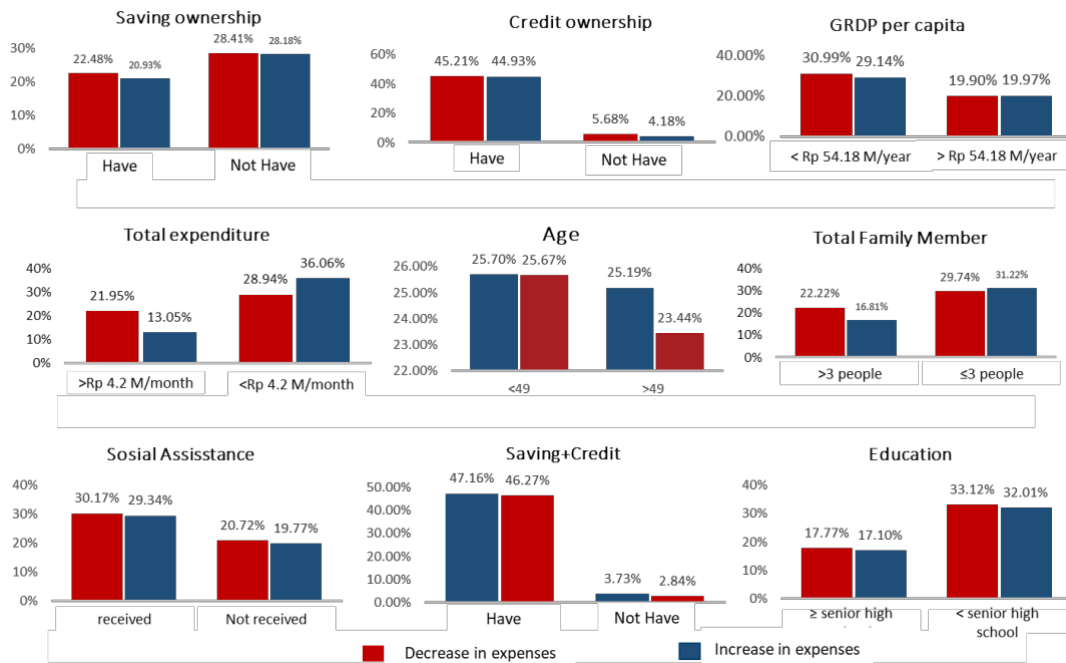 Saving ownership
30%
20%
10%
0%
22.48%
20.93%
28.41%
28.18%
Have
Not Have
Credit ownership
60%
40%
20%
0%
45.21%
44.93%
5.68%
4.18%
Have
Not Have
GRDP per capita
40.00%
20.00%
0.00%
30.99%
29.14%
19.90%
19.97%
< Rp 54.18 M/year
> Rp 54.18 M/year
Total expenditure
40%
30%
20%
10%
0%
21.95%
13.05%
28.94%
36.06%
>Rp 4.2 M/month
<Rp 4.2 M/month
Age
26.00%
25.00%
24.00%
23.00%
22.00%
25.70%
25.67%
25.19%
23.44%
<49
>49
Total Family Member
40%
30%
20%
10%
0%
22.22%
16.81%
29.74%
31.22%
>3 people
≤3 people
Sosial Assisstance
40%
30%
20%
10%
0%
30.17%
29.34%
20.72%
19.77%
received
Not received
Saving+Credit
50.00%
40.00%
30.00%
20.00%
10.00%
0.00%
47.16%
46.27%
3.73%
2.84%
Have
Not Have
Education
40%
30%
20%
10%
0%
17.77%
17.10%
33.12%
32.01%
≥ senior high
< senior high
school
Decrease in expenses
Increase in expenses